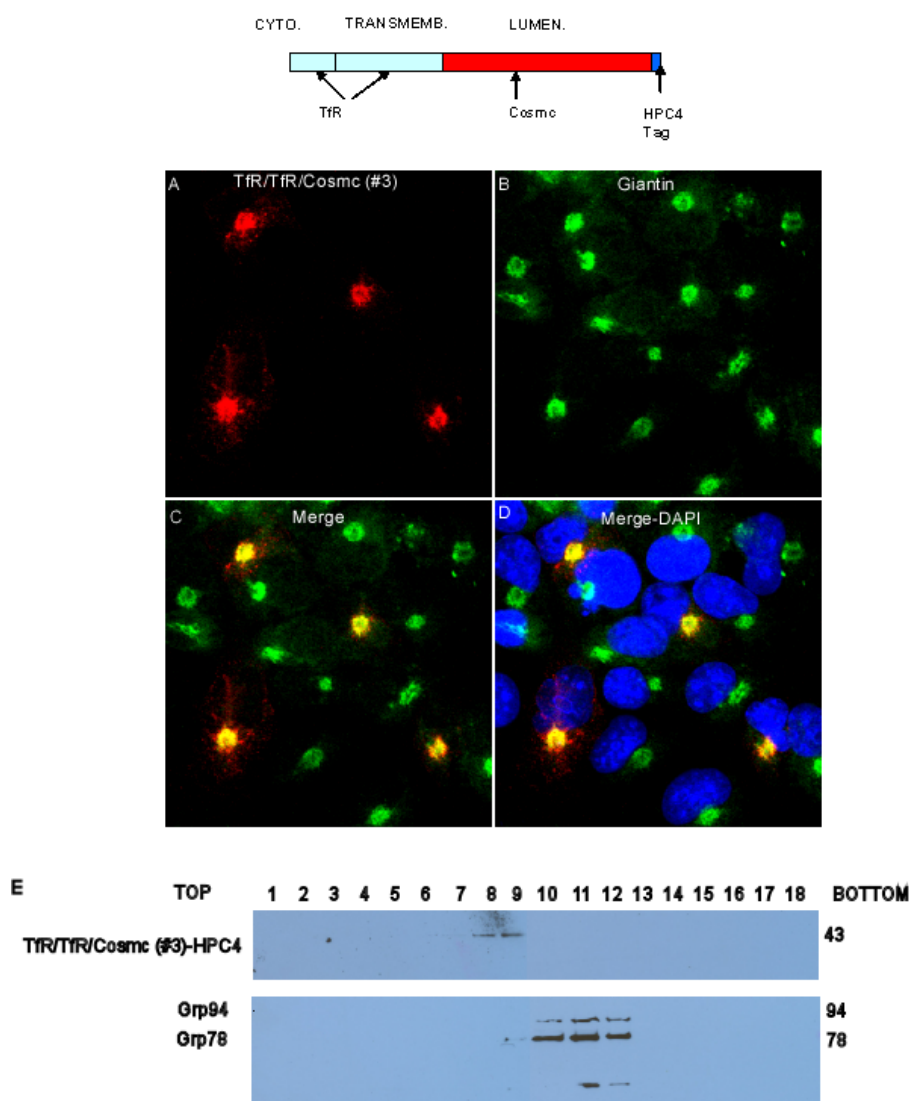 CYTO. TRANSMEMB. LUMEN.
TfR Cosmc HPC4
Tag
A TfR/TfR/Cosmc (#3) B Giantin
C Merge D Merge-DAPI
E TOP 1 2 3 4 5 6 7 8 9 10 11 12 13 14 15 16 17 18 BOTTOM
TfR/TfR/Cosmc (#3)-HPC4 43
Grp94 94
Grp78 78